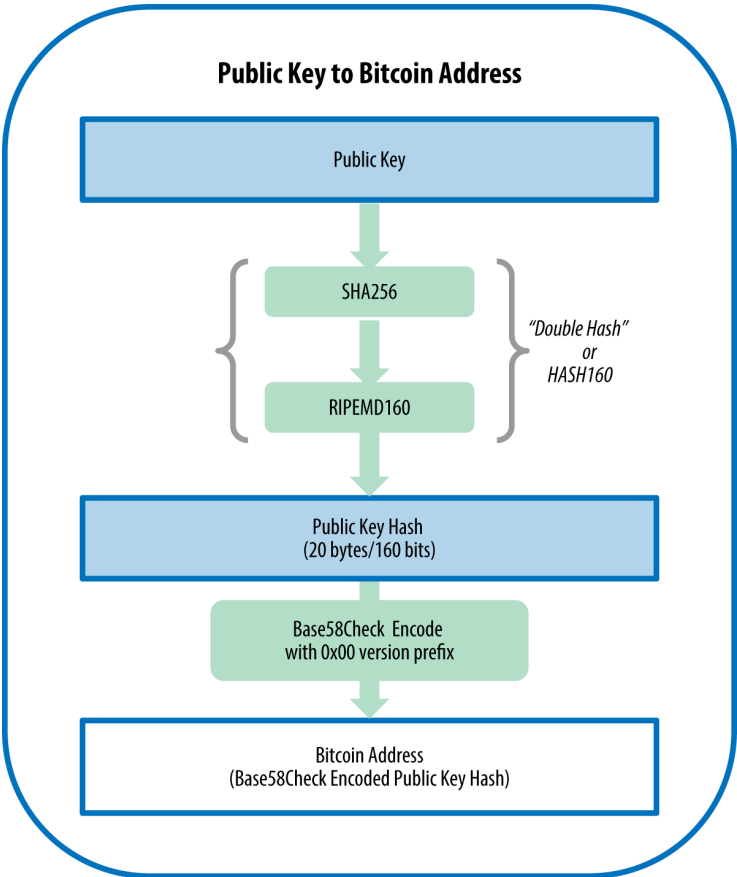 Public Key to Bitcoin Address
Public Key
SHA256
"Double Hash"
or
HASH160
RIPEMD160
Public Key Hash
(20 bytes/160 bits)
Base58Check Encode
with 0x00 version prefix
Bitcoin Address
(Base58Check Encoded Public Key Hash)